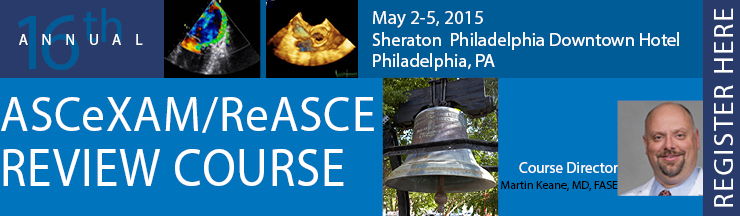 16th
ANNUAL
May 2-5, 2015
Sheraton Philadelphia Downtown Hotel
Philadelphia, PA
ASCeXAM/ReASCE
REVIEW COURSE
Course Director
Martin Keane, MD, FASE
REGISTER HERE